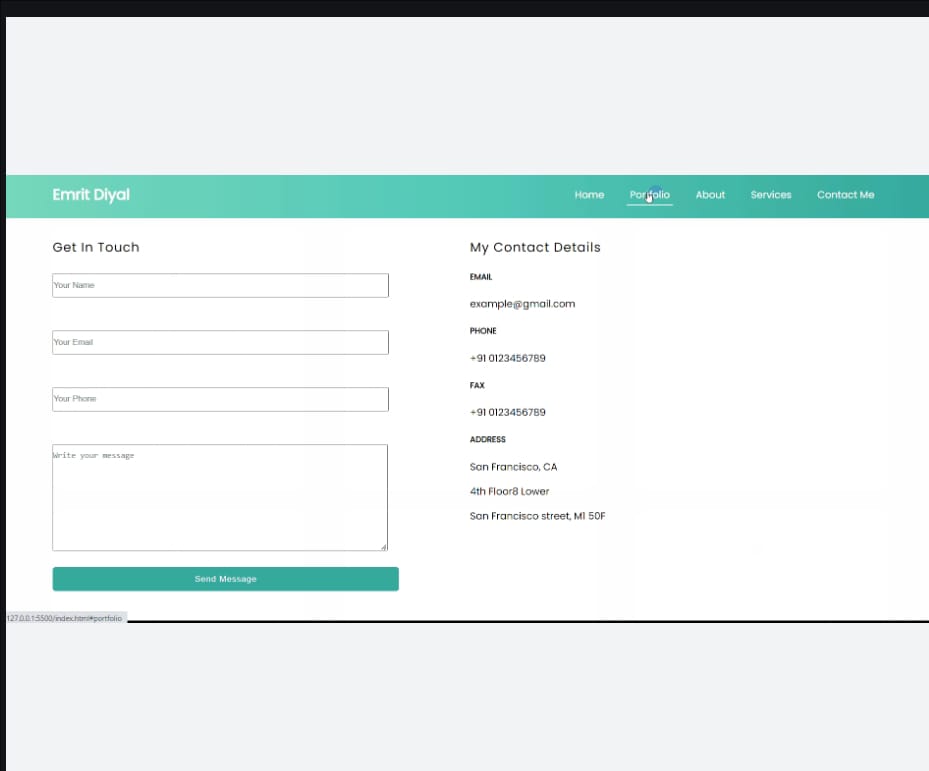 Emrit Diyal
Home Portfolio About Services Contact Me
Get In Touch
Your Name
Your Email
Your Phone
Write your message
Send Message
My Contact Details
EMAIL
example@gmail.com
PHONE
+91 0123456789
FAX
+91 0123456789
ADDRESS
San Francisco, CA
4th Floor8 Lower
San Francisco street, M1 50F
127.0.0.1:5500/index.html#portfolio